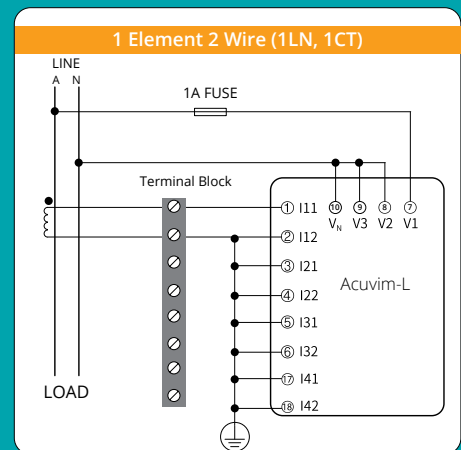 1 Element 2 Wire (1LN, 1CT)
LINE
A N
1A FUSE
Terminal Block
10 9 8 7
VN V3 V2 V1
1 I11
2 I12
3 I21
4 I22
5 I31
6 I32
17 I41
18 I42
Acuvim-L
LOAD